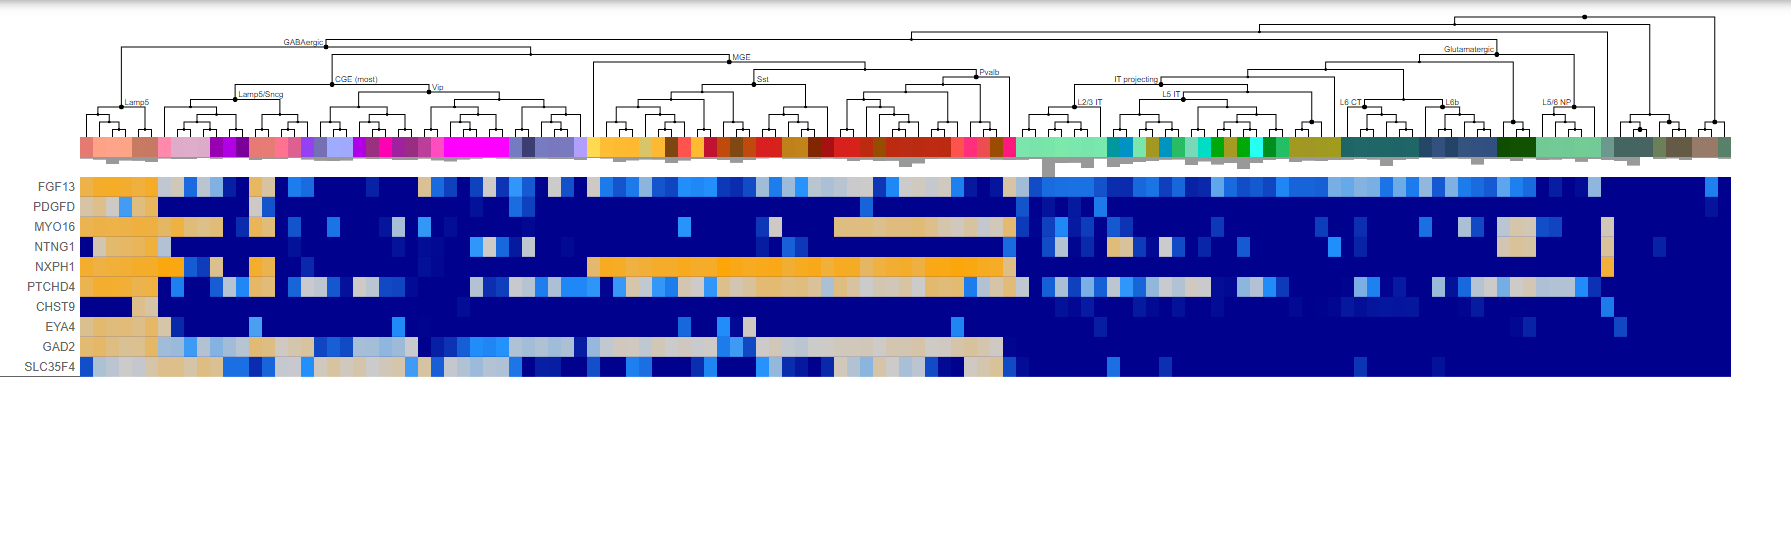 GABAergic
Glutamatergic
MGE
Pvalb
CGE (most)
Sst
IT projecting
Vip
Lamp5/Sncg
L5 IT
Lamp5
L2/3 IT
L6 CT
L6b
L5/6 NP
FGF13
PDGFD
MYO16
NTNG1
NXPH1
PTCHD4
CHST9
EYA4
GAD2
SLC35F4